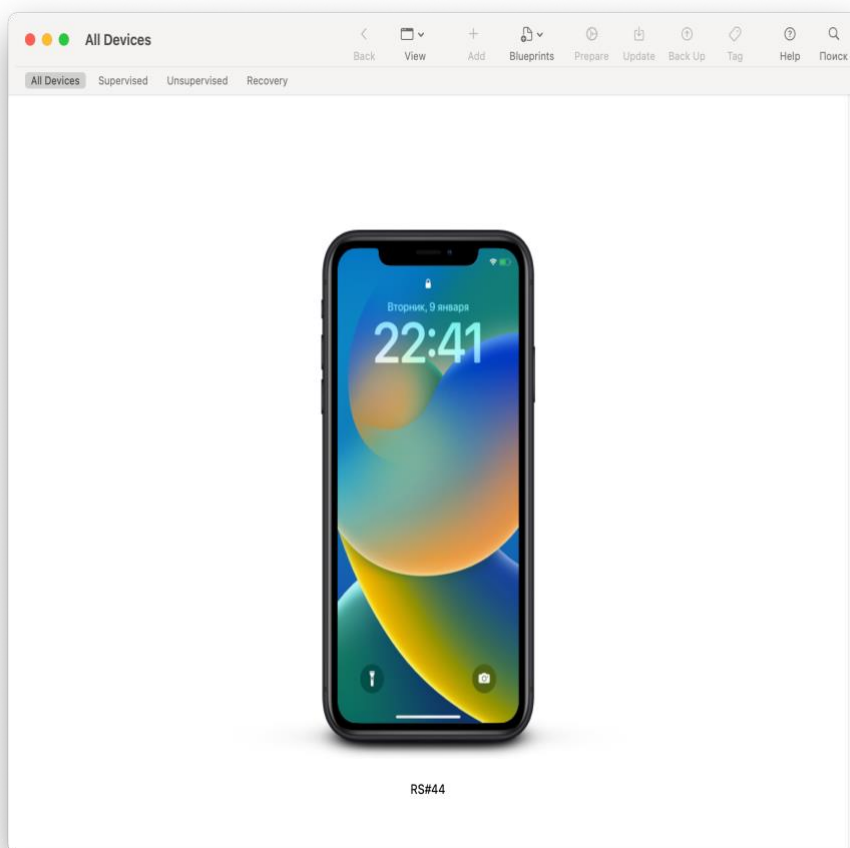 All Devices
Back View Add Blueprints Prepare Update Back Up Tag Help Поиск
All Devices Supervised Unsupervised Recovery
Вторник, 9 января
22:41
RS#44